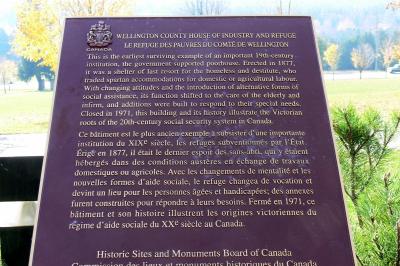 CANADA
WELLINGTON COUNTY HOUSE OF INDUSTRY AND REFUGE
LE REFUGE DES PAUVRES DU COMTÉ DE WELLINGTON
This is the earliest surviving example of an important 19th-century
institution, the government supported poorhouse. Erected in 1877,
it was a shelter of last resort for the homeless and destitute, who
traded spartan accommodations for domestic or agricultural labour.
With changing attitudes and the introduction of alternative forms of
social assistance, its function shifted to the care of the elderly and
infirm, and additions were built to respond to their special needs.
Closed in 1971, this building and its history illustrate the Victorian
roots of the 20th-century social security system in Canada.
Ce bâtiment est le plus ancien exemple à subsister d'une importante
institution du XIXe siècle, les refuges subventionnés par l'État.
Érigé en 1877, il était le dernier espoir des sans-abri, qui y étaient
hébergés dans des conditions austères en échange de travaux
domestiques ou agricoles. Avec les changements de mentalité et les
nouvelles formes d'aide sociale, le refuge changea de vocation et
devint un lieu pour les personnes âgées et handicapées; des annexes
furent construites pour répondre à leurs besoins. Fermé en 1971, ce
bâtiment et son histoire illustrent les origines victoriennes du
régime d'aide sociale du XXe siècle au Canada.
Historic Sites and Monuments Board of Canada
Commission des lieux et monuments historiques du Canada